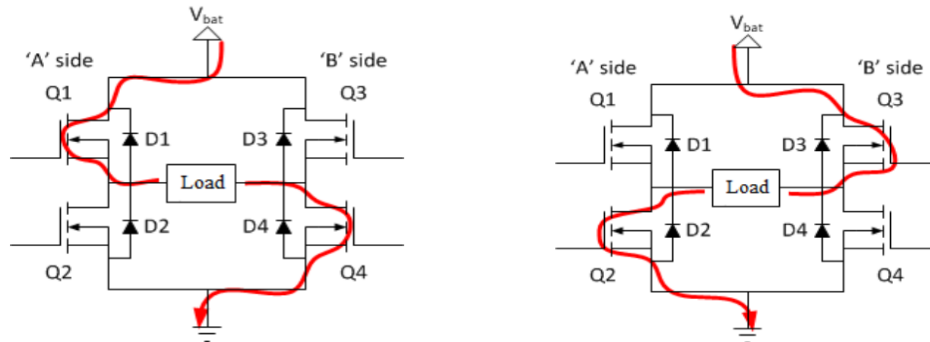 V_bat
'A' side
'B' side
Q1
Q3
D1
D3
Load
D2
D4
Q2
Q4
V_bat
'A' side
'B' side
Q1
Q3
D1
D3
Load
D2
D4
Q2
Q4